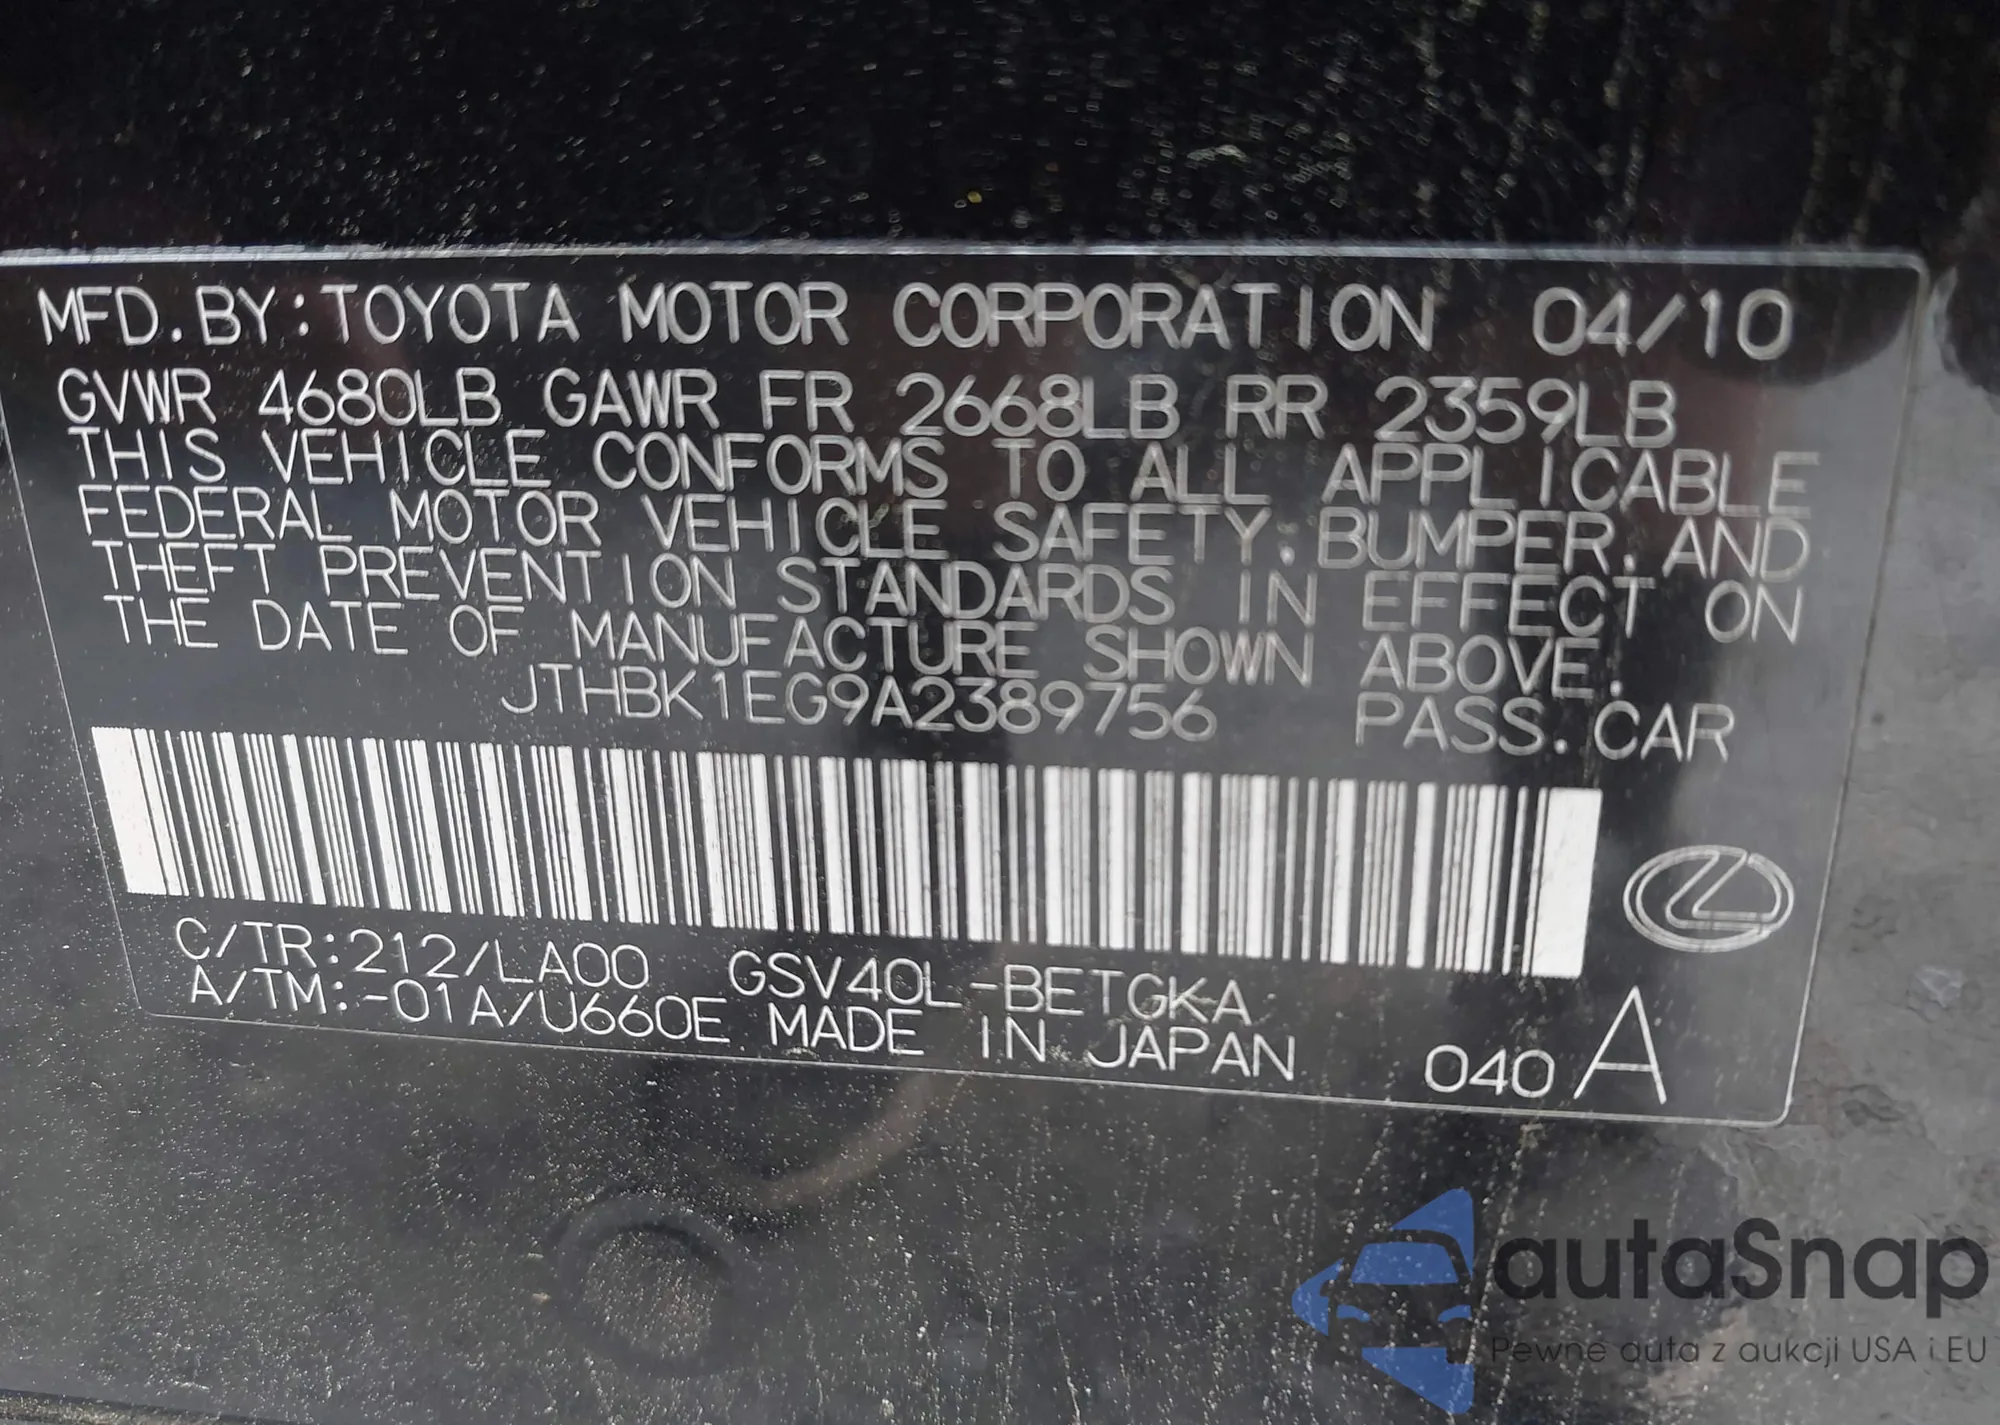 MFD.BY:TOYOTA MOTOR CORPORATION 04/10
GVWR 4680LB GAWR FR 2668LB RR 2359LB
THIS VEHICLE CONFORMS TO ALL APPLICABLE
FEDERAL MOTOR VEHICLE SAFETY, BUMPER, AND
THEFT PREVENTION STANDARDS IN EFFECT ON
THE DATE OF MANUFACTURE SHOWN ABOVE.
JTHBK1EG9A2389756 PASS.CAR
C/TR:212/LA00 GSV40L-BETGKA
A/TM:-01A/U660E MADE IN JAPAN 040 A
autaSnap
Pewne auta z aukcji USA i EU